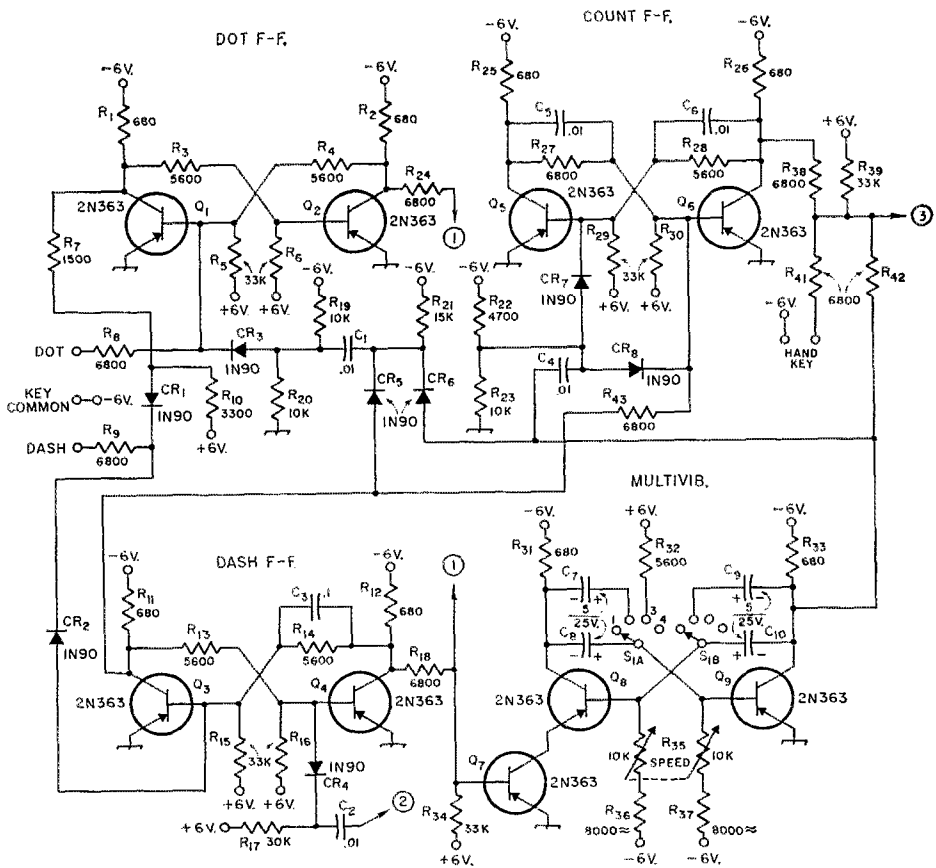 DOT F-F.
COUNT F-F.
-6V.
-6V.
R25
680
-6V.
R26
680
-6V.
R1
680
-6V.
R2
680
C5
.01
C6
.01
+6V.
R3
5600
R4
5600
R27
6800
R28
5600
R38
6800
R39
33K
R24
6800
2N363
Q1
Q2
2N363
1
2N363
Q5
Q6
2N363
3
R7
1500
R5
R6
33K
+6V. +6V.
R29
R30
33K
+6V. +6V.
R41
6800
R42
-6V.
R19
10K
-6V.
R21
15K
-6V.
R22
4700
CR7
1N90
-6V.
HAND
KEY
DOT
R8
6800
CR3
1N90
C1
.01
C4
.01
CR8
1N90
KEY
COMMON
-6V.
CR1
1N90
R10
3300
+6V.
R20
10K
CR5
CR6
1N90
R23
10K
R43
6800
DASH
R9
6800
MULTIVIB.
DASH F-F.
-6V.
R11
680
-6V.
R12
680
1
-6V.
R31
680
+6V.
R32
5600
-6V.
R33
680
CR2
1N90
C3
.1
R13
5600
R14
5600
R18
6800
C7
- +
5
25V.
C8
- +
1
3
4
S1A
S1B
C9
+ -
5
25V.
C10
+ -
2N363
Q3
Q4
2N363
2N363
Q8
Q9
2N363
R15
R16
33K
+6V. +6V.
1N90
CR4
Q7
2N363
10K
R35
SPEED
10K
+6V.
R17
30K
C2
.01
2
R34
33K
+6V.
R36
8000≈
-6V.
R37
8000≈
-6V.